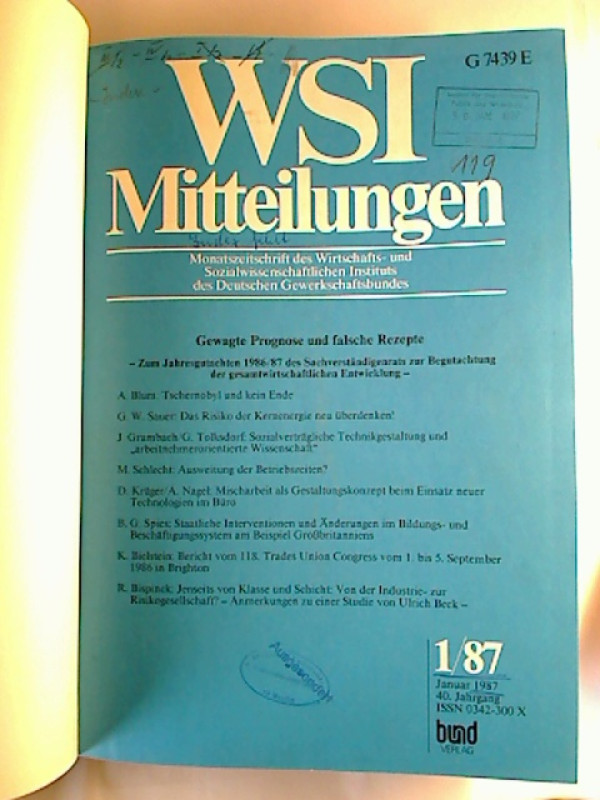 WSI
G 7439 E
119
Mitteilungen
Index fehlt
Monatszeitschrift des Wirtschafts- und
Sozialwissenschaftlichen Instituts
des Deutschen Gewerkschaftsbundes
Gewagte Prognose und falsche Rezepte
– Zum Jahresgutachten 1986/87 des Sachverständigenrats zur Begutachtung
der gesamtwirtschaftlichen Entwicklung –
A. Blum: Tschernobyl und kein Ende
G. W. Sauer: Das Risiko der Kernenergie neu überdenken!
J. Grumbach/G. Tolksdorf: Sozialverträgliche Technikgestaltung und
„arbeitnehmerorientierte Wissenschaft"
M. Schlecht: Ausweitung der Betriebszeiten?
D. Krüger/A. Nagel: Mischarbeit als Gestaltungskonzept beim Einsatz neuer
Technologien im Büro
B. G. Spies: Staatliche Interventionen und Änderungen im Bildungs- und
Beschäftigungssystem am Beispiel Großbritanniens
K. Bielstein: Bericht vom 118. Trades Union Congress vom 1. bis 5. September
1986 in Brighton
R. Bispinck: Jenseits von Klasse und Schicht: Von der Industrie- zur
Risikogesellschaft? – Anmerkungen zu einer Studie von Ulrich Beck –
Ausgesondert
1/87
Januar 1987
40. Jahrgang
ISSN 0342-300 X
bund
VERLAG